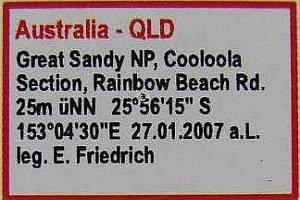 Australia - QLD
Great Sandy NP, Cooloola
Section, Rainbow Beach Rd.
25m üNN 25°56'15" S
153°04'30"E 27.01.2007 a.L.
leg. E. Friedrich